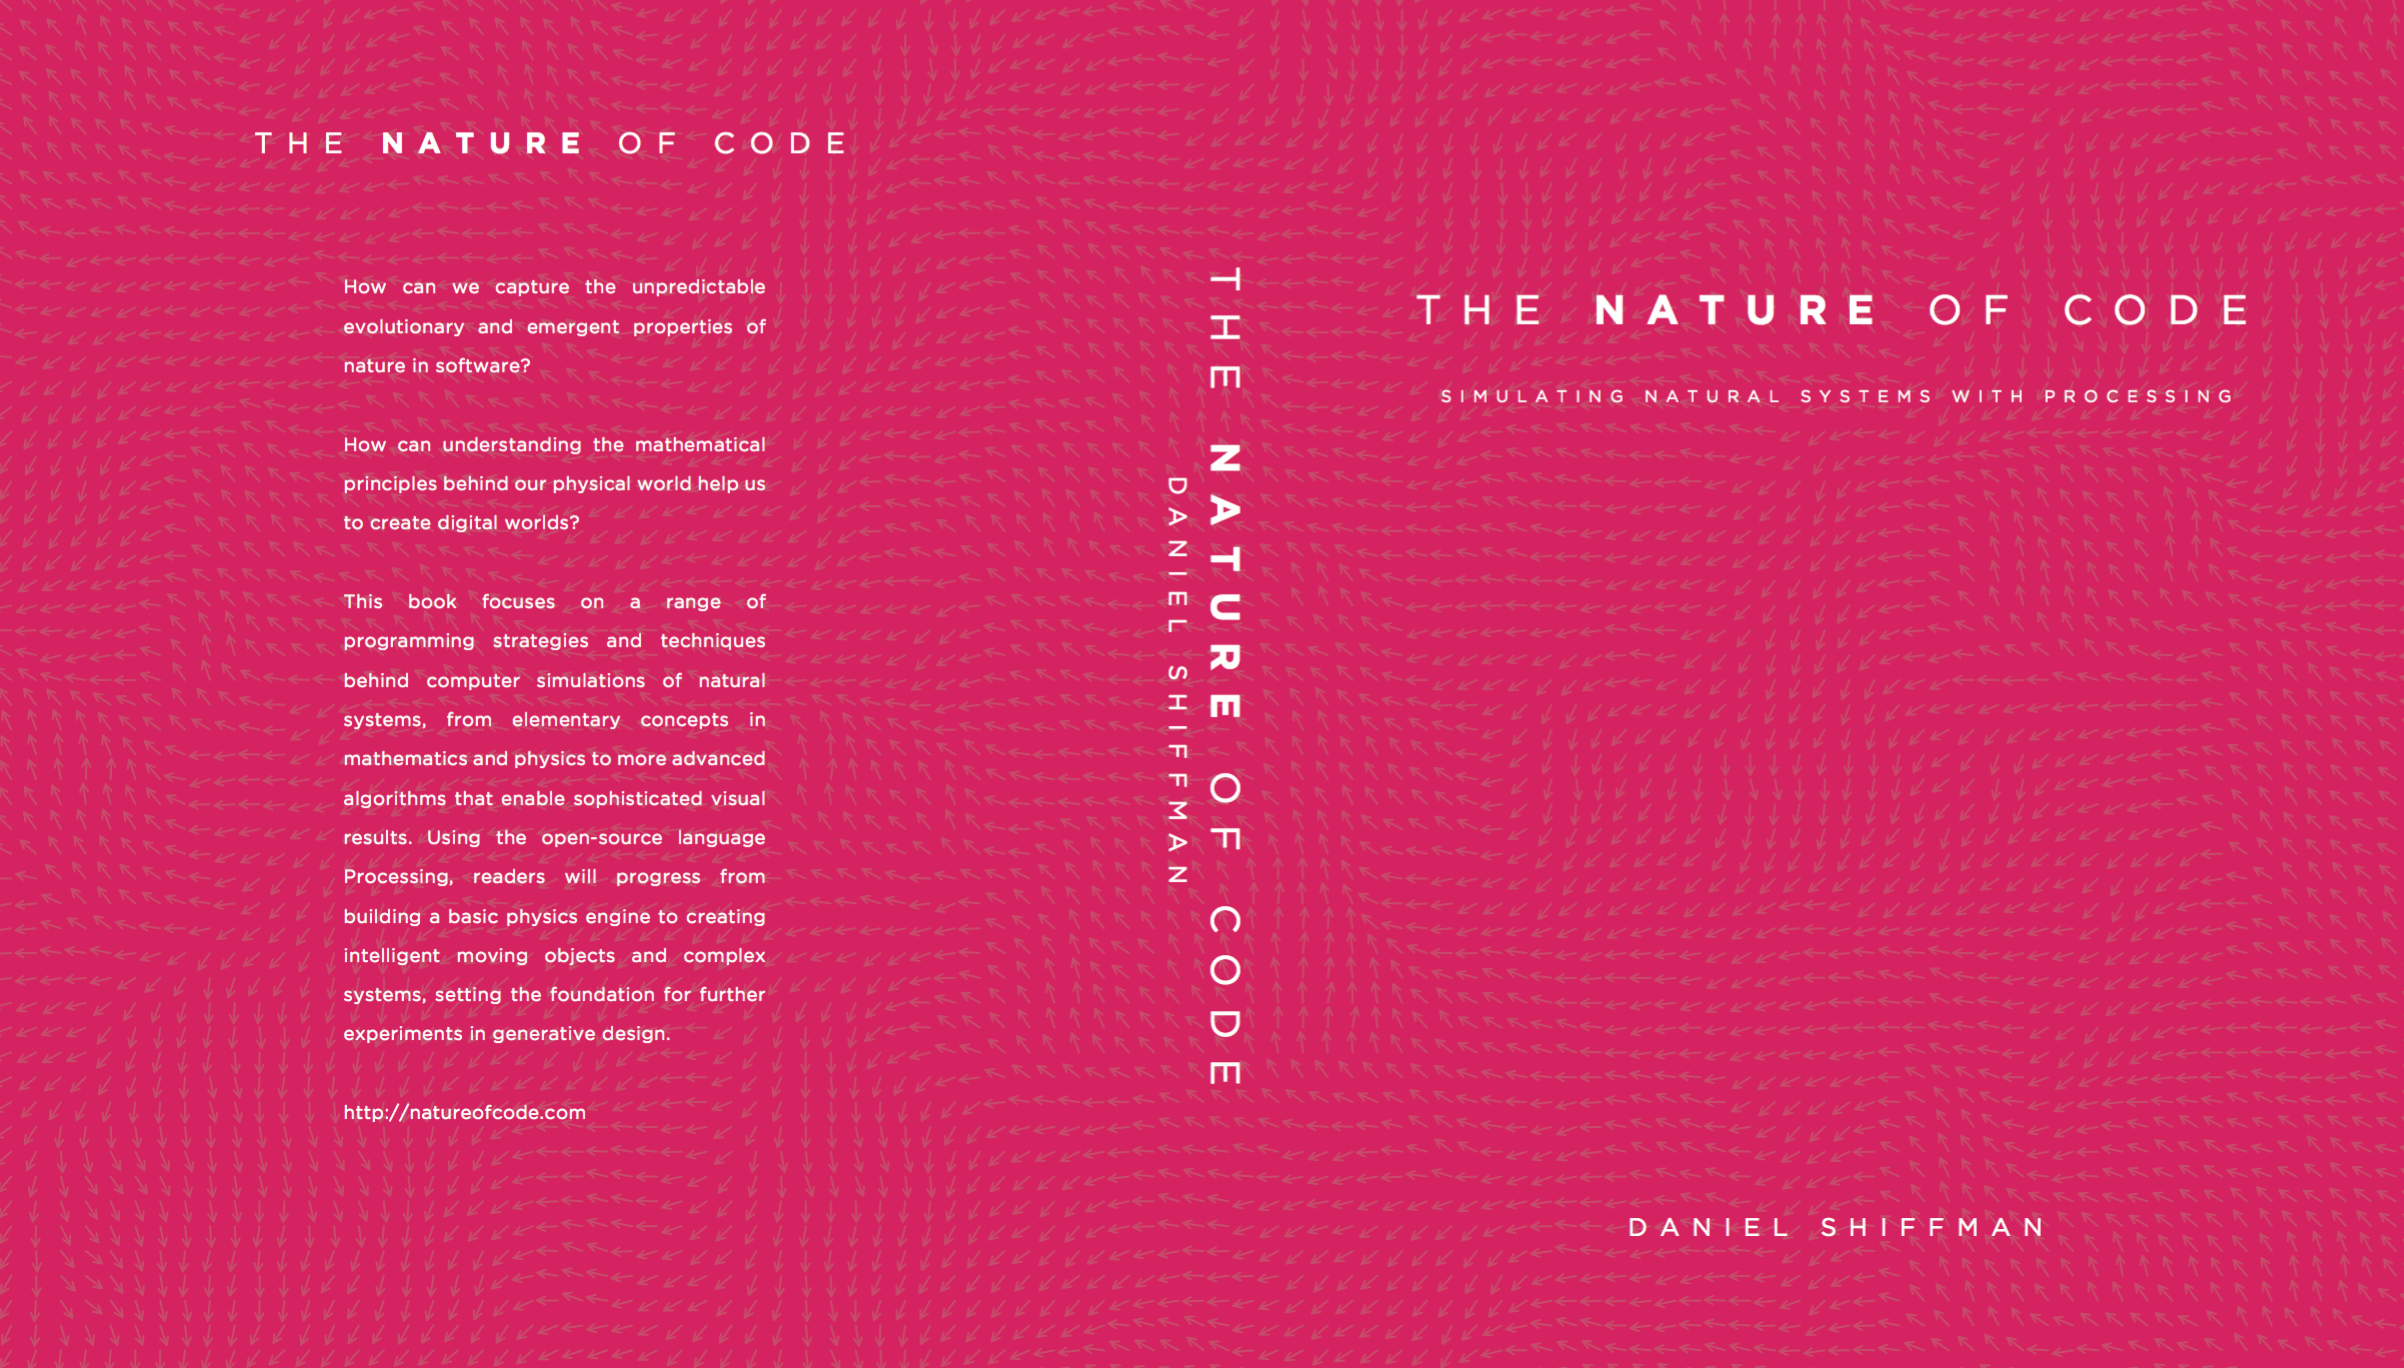 THE NATURE OF CODE
How can we capture the unpredictable
evolutionary and emergent properties of
nature in software?
How can understanding the mathematical
principles behind our physical world help us
to create digital worlds?
This book focuses on a range of
programming strategies and techniques
behind computer simulations of natural
systems, from elementary concepts in
mathematics and physics to more advanced
algorithms that enable sophisticated visual
results. Using the open-source language
Processing, readers will progress from
building a basic physics engine to creating
intelligent moving objects and complex
systems, setting the foundation for further
experiments in generative design.
http://natureofcode.com
THE NATURE OF CODE
DANIEL SHIFFMAN
THE NATURE OF CODE
SIMULATING NATURAL SYSTEMS WITH PROCESSING
DANIEL SHIFFMAN